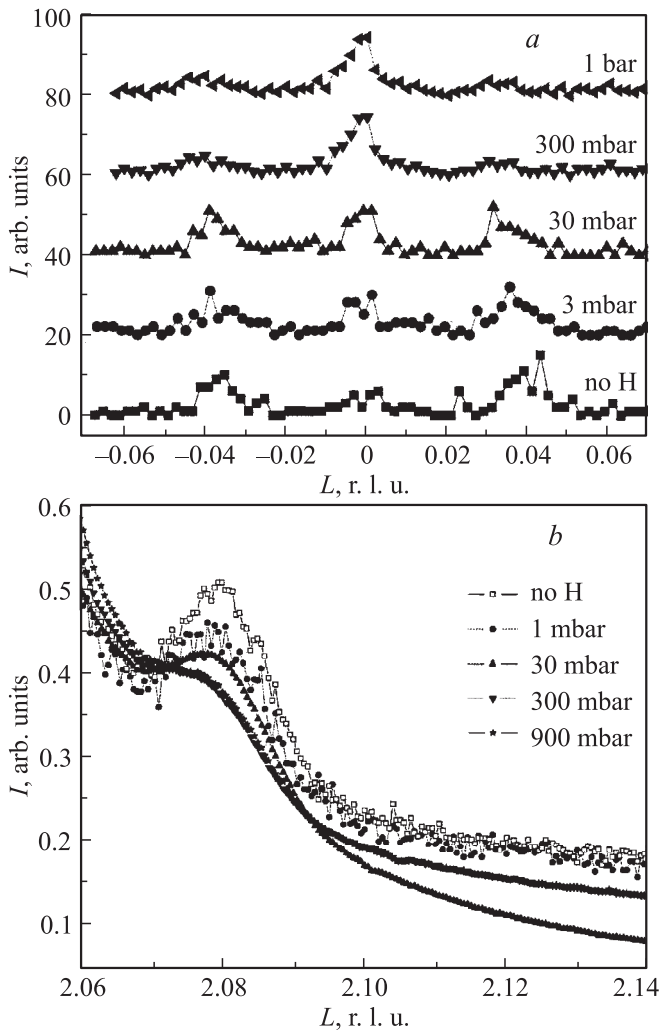 100
80
60
40
20
0
I, arb. units
a
1 bar
300 mbar
30 mbar
3 mbar
no H
−0.06 −0.04 −0.02 0 0.02 0.04 0.06
L, r. l. u.
0.6
0.5
0.4
0.3
0.2
0.1
I, arb. units
b
no H
1 mbar
30 mbar
300 mbar
900 mbar
2.06 2.08 2.10 2.12 2.14
L, r. l. u.